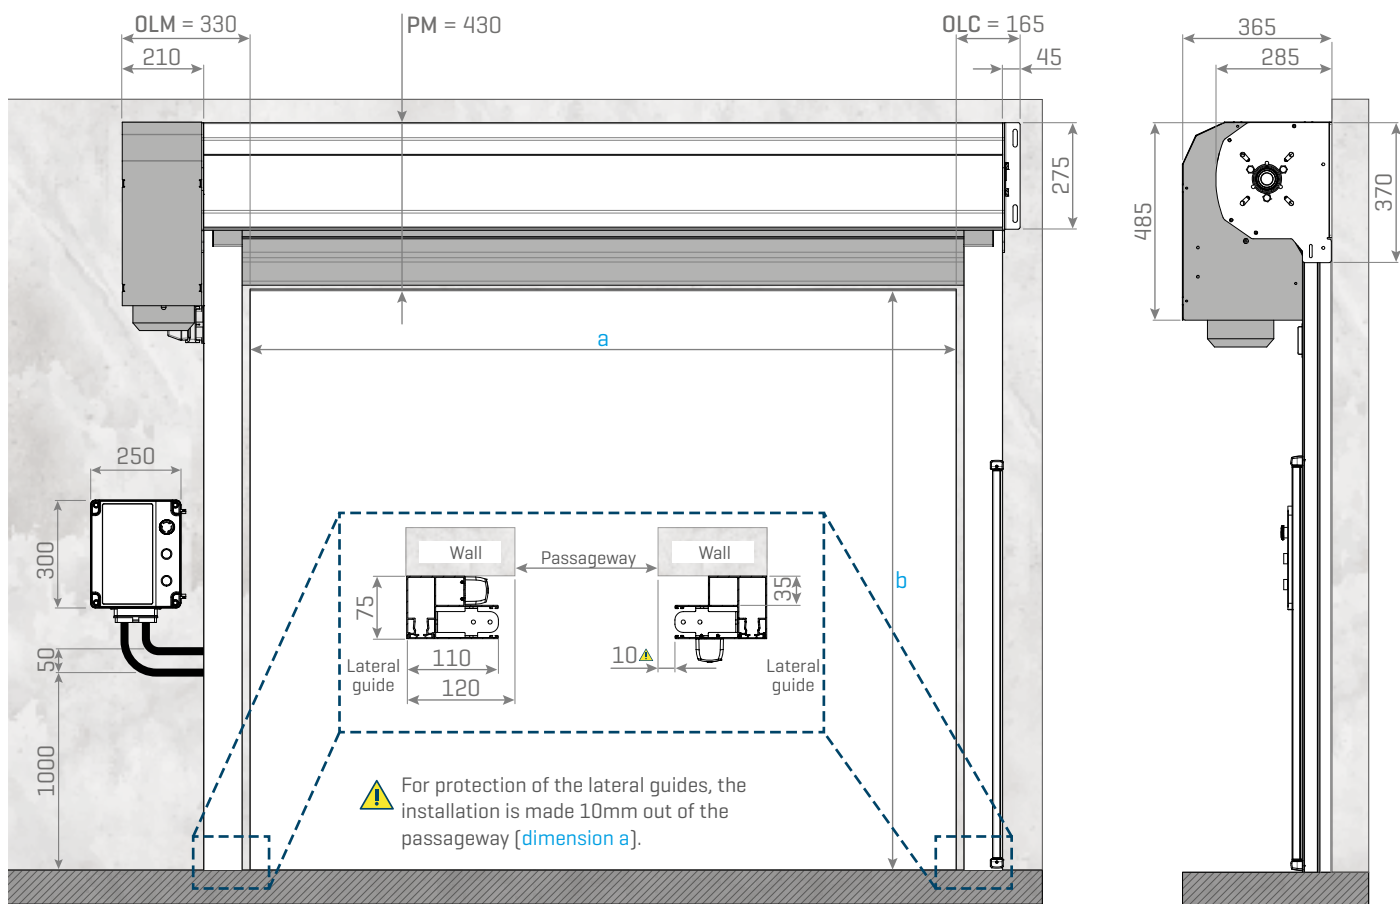 OLM = 330
PM = 430
OLC = 165
365
210
45
285
275
485
370
a
250
300
Wall
Passageway
Wall
b
75
35
50
Lateral
guide
110
120
10
Lateral
guide
1000
For protection of the lateral guides, the
installation is made 10mm out of the
passageway (dimension a).